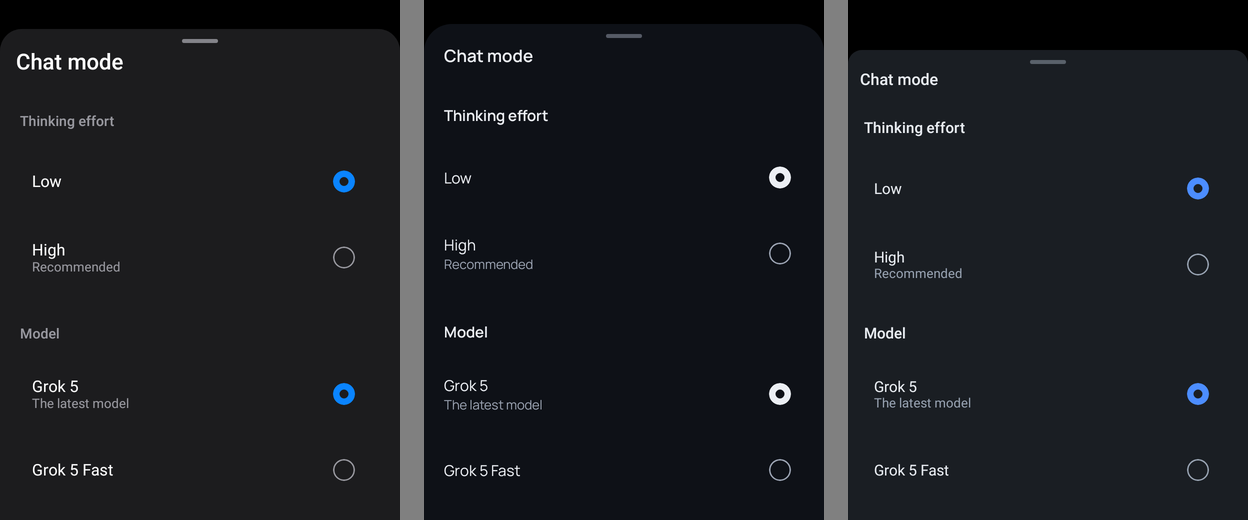 Chat mode
Thinking effort
Low
High
Recommended
Model
Grok 5
The latest model
Grok 5 Fast
Chat mode
Thinking effort
Low
High
Recommended
Model
Grok 5
The latest model
Grok 5 Fast
Chat mode
Thinking effort
Low
High
Recommended
Model
Grok 5
The latest model
Grok 5 Fast